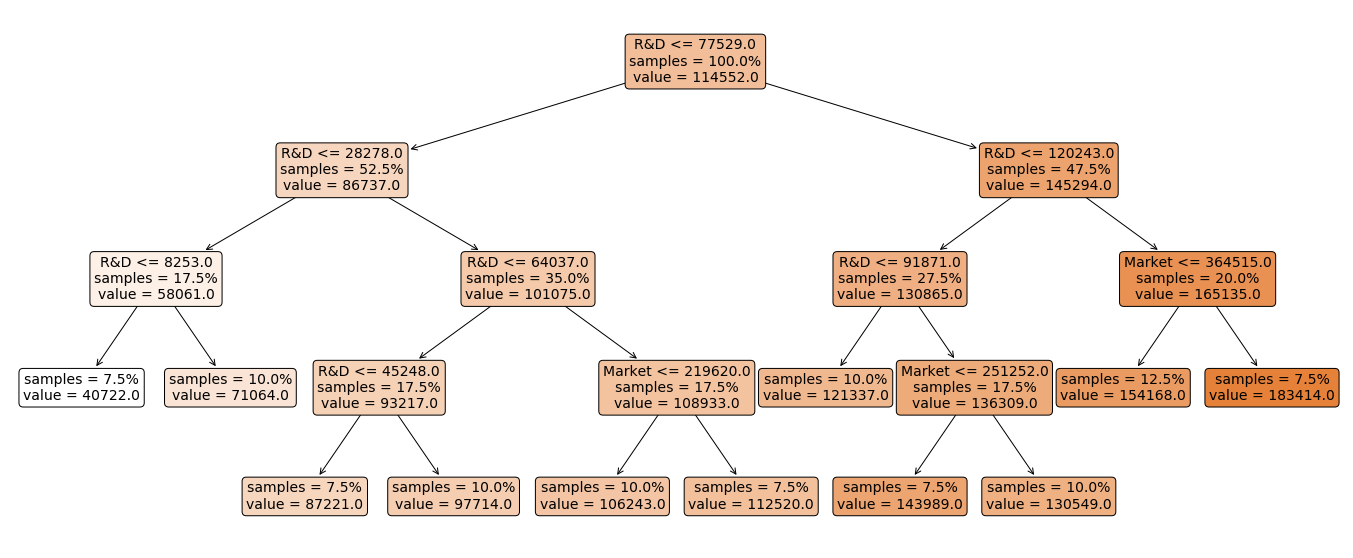 R&D <= 77529.0
samples = 100.0%
value = 114552.0
R&D <= 28278.0
samples = 52.5%
value = 86737.0
R&D <= 120243.0
samples = 47.5%
value = 145294.0
R&D <= 8253.0
samples = 17.5%
value = 58061.0
R&D <= 64037.0
samples = 35.0%
value = 101075.0
R&D <= 91871.0
samples = 27.5%
value = 130865.0
Market <= 364515.0
samples = 20.0%
value = 165135.0
samples = 7.5%
value = 40722.0
samples = 10.0%
value = 71064.0
R&D <= 45248.0
samples = 17.5%
value = 93217.0
Market <= 219620.0
samples = 17.5%
value = 108933.0
samples = 10.0%
value = 121337.0
Market <= 251252.0
samples = 17.5%
value = 136309.0
samples = 12.5%
value = 154168.0
samples = 7.5%
value = 183414.0
samples = 7.5%
value = 87221.0
samples = 10.0%
value = 97714.0
samples = 10.0%
value = 106243.0
samples = 7.5%
value = 112520.0
samples = 7.5%
value = 143989.0
samples = 10.0%
value = 130549.0